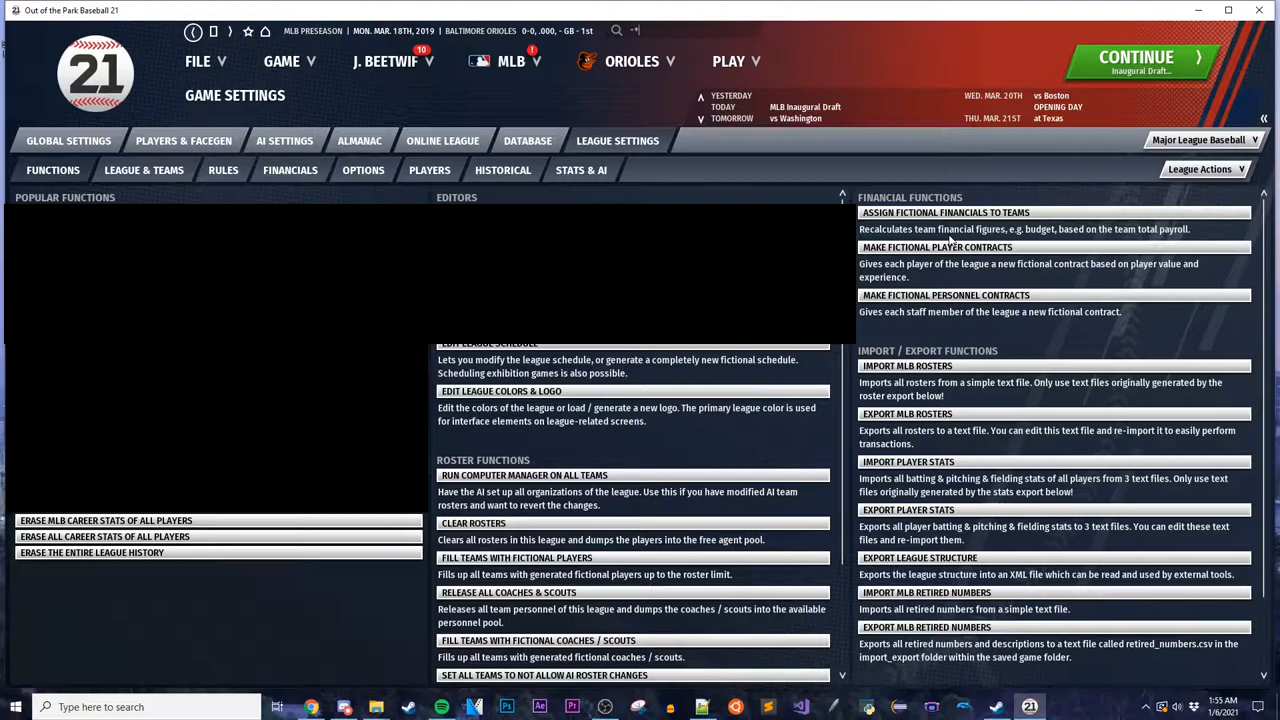 Out of the Park Baseball 21
21
MLB PRESEASON | MON. MAR. 18TH, 2019 | BALTIMORE ORIOLES 0-0, .000, - GB - 1st
FILE
GAME
J. BEETWIF
10
MLB
!
ORIOLES
PLAY
CONTINUE
Inaugural Draft...
GAME SETTINGS
YESTERDAY
TODAY MLB Inaugural Draft
TOMORROW vs Washington
WED. MAR. 20TH vs Boston
OPENING DAY
THU. MAR. 21ST at Texas
GLOBAL SETTINGS PLAYERS & FACEGEN AI SETTINGS ALMANAC ONLINE LEAGUE DATABASE LEAGUE SETTINGS Major League Baseball
FUNCTIONS LEAGUE & TEAMS RULES FINANCIALS OPTIONS PLAYERS HISTORICAL STATS & AI League Actions
POPULAR FUNCTIONS
ERASE MLB CAREER STATS OF ALL PLAYERS
ERASE ALL CAREER STATS OF ALL PLAYERS
ERASE THE ENTIRE LEAGUE HISTORY
EDITORS
EDIT LEAGUE SCHEDULE
Lets you modify the league schedule, or generate a completely new fictional schedule.
Scheduling exhibition games is also possible.
EDIT LEAGUE COLORS & LOGO
Edit the colors of the league or load / generate a new logo. The primary league color is used
for interface elements on league-related screens.
ROSTER FUNCTIONS
RUN COMPUTER MANAGER ON ALL TEAMS
Have the AI set up all organizations of the league. Use this if you have modified AI team
rosters and want to revert the changes.
CLEAR ROSTERS
Clears all rosters in this league and dumps the players into the free agent pool.
FILL TEAMS WITH FICTIONAL PLAYERS
Fills up all teams with generated fictional players up to the roster limit.
RELEASE ALL COACHES & SCOUTS
Releases all team personnel of this league and dumps the coaches / scouts into the available
personnel pool.
FILL TEAMS WITH FICTIONAL COACHES / SCOUTS
Fills up all teams with generated fictional coaches / scouts.
SET ALL TEAMS TO NOT ALLOW AI ROSTER CHANGES
FINANCIAL FUNCTIONS
ASSIGN FICTIONAL FINANCIALS TO TEAMS
Recalculates team financial figures, e.g. budget, based on the team total payroll.
MAKE FICTIONAL PLAYER CONTRACTS
Gives each player of the league a new fictional contract based on player value and
experience.
MAKE FICTIONAL PERSONNEL CONTRACTS
Gives each staff member of the league a new fictional contract.
IMPORT / EXPORT FUNCTIONS
IMPORT MLB ROSTERS
Imports all rosters from a simple text file. Only use text files originally generated by the
roster export below!
EXPORT MLB ROSTERS
Exports all rosters to a text file. You can edit this text file and re-import it to easily perform
transactions.
IMPORT PLAYER STATS
Imports all batting & pitching & fielding stats of all players from 3 text files. Only use text
files originally generated by the stats export below!
EXPORT PLAYER STATS
Exports all player batting & pitching & fielding stats to 3 text files. You can edit these text
files and re-import them.
EXPORT LEAGUE STRUCTURE
Exports the league structure into an XML file which can be read and used by external tools.
IMPORT MLB RETIRED NUMBERS
Imports all retired numbers from a simple text file.
EXPORT MLB RETIRED NUMBERS
Exports all retired numbers and descriptions to a text file called retired_numbers.csv in the
import_export folder within the saved game folder.
Type here to search
Ps
Ae
Pr
21
1:55 AM
1/6/2021